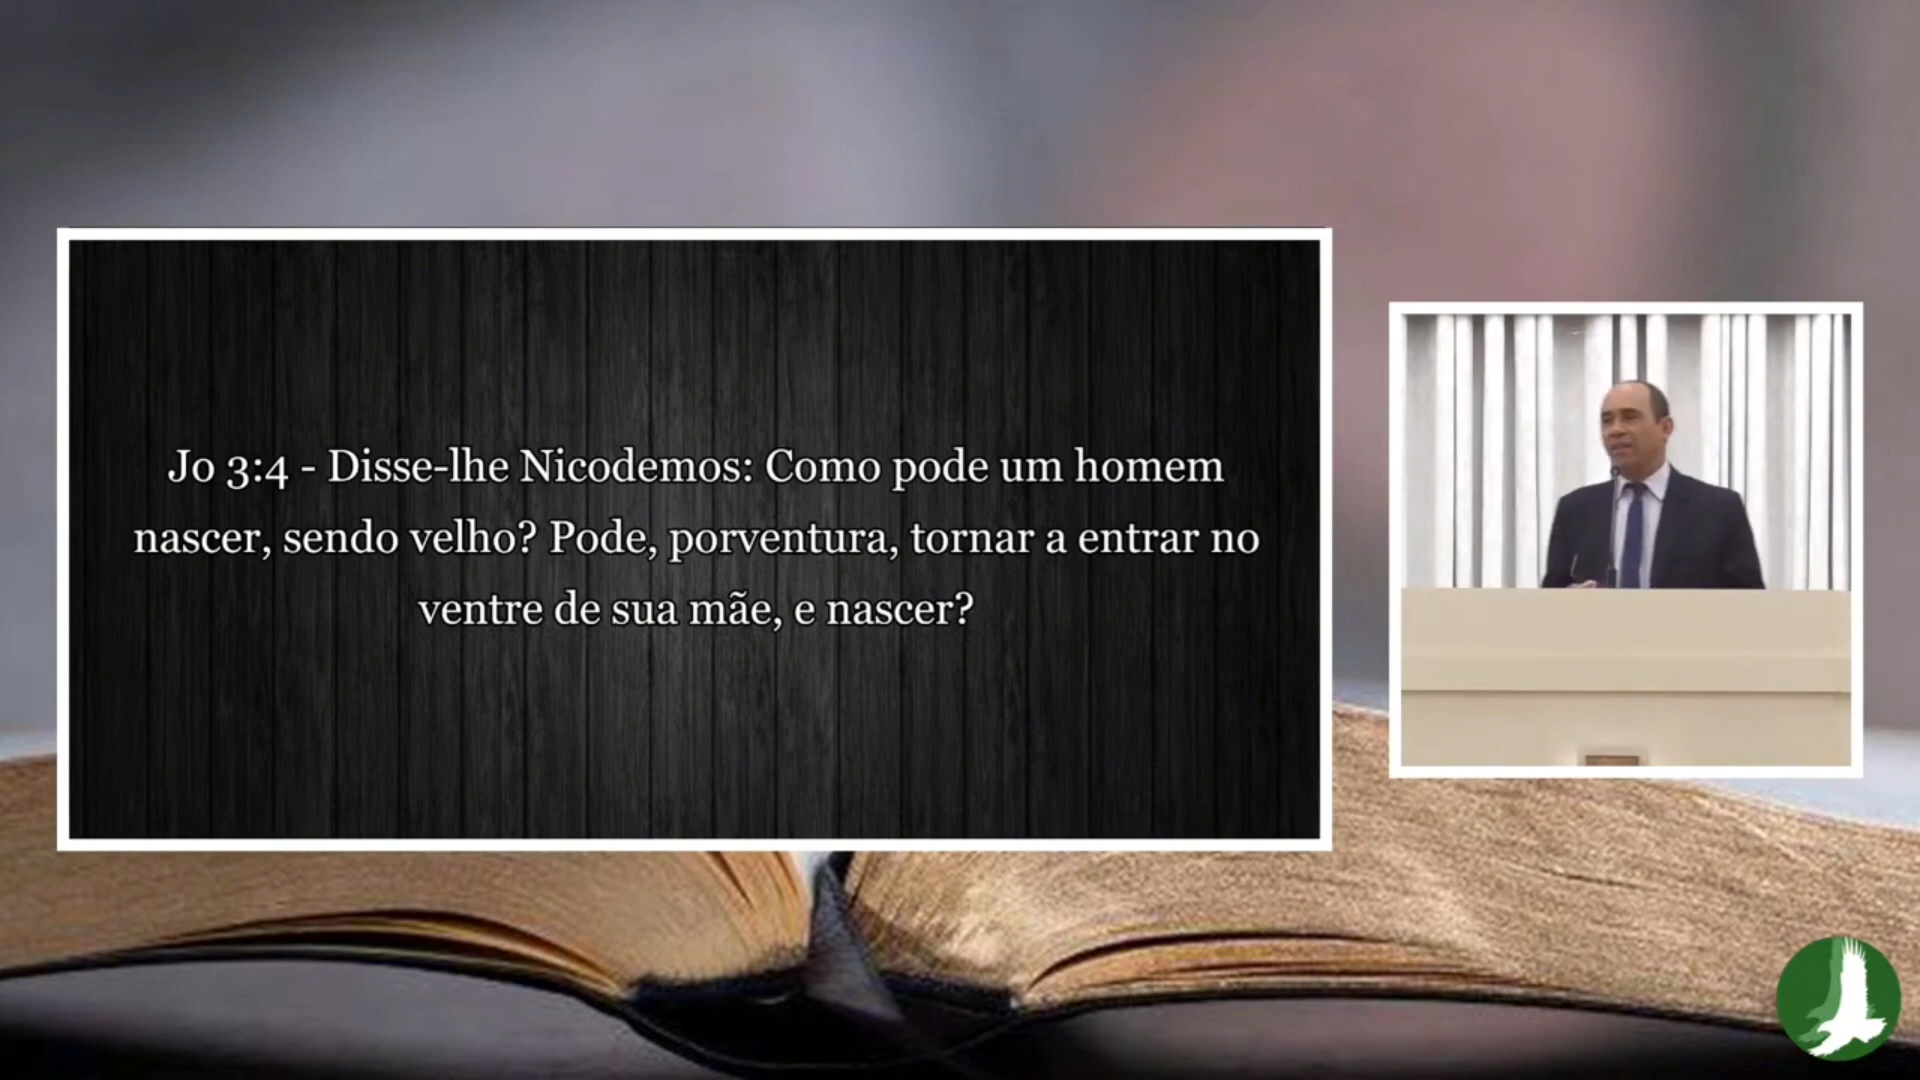 Jo 3:4 - Disse-lhe Nicodemos: Como pode um homem
nascer, sendo velho? Pode, porventura, tornar a entrar no
ventre de sua mãe, e nascer?